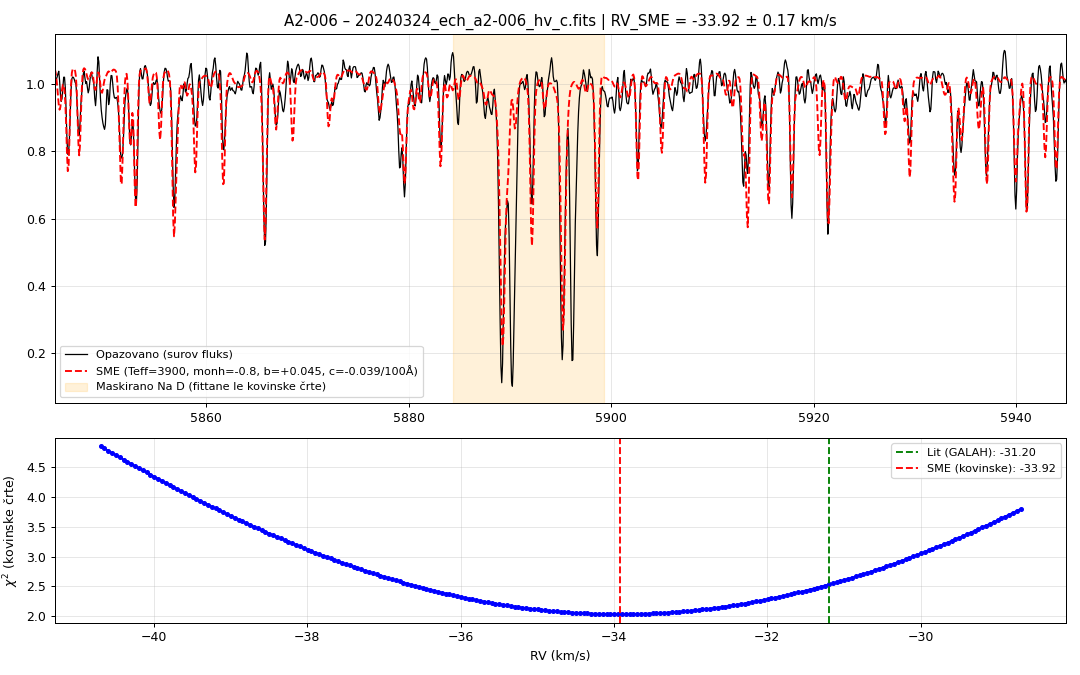 A2-006 – 20240324_ech_a2-006_hv_c.fits | RV_SME = -33.92 ± 0.17 km/s
1.0
0.8
0.6
0.4
0.2
Opazovano (surov fluks)
SME (Teff=3900, monh=-0.8, b=+0.045, c=-0.039/100Å)
Maskirano Na D (fittane le kovinske črte)
5860 5880 5900 5920 5940
χ² (kovinske črte)
4.5
4.0
3.5
3.0
2.5
2.0
Lit (GALAH): -31.20
SME (kovinske): -33.92
−40 −38 −36 −34 −32 −30
RV (km/s)